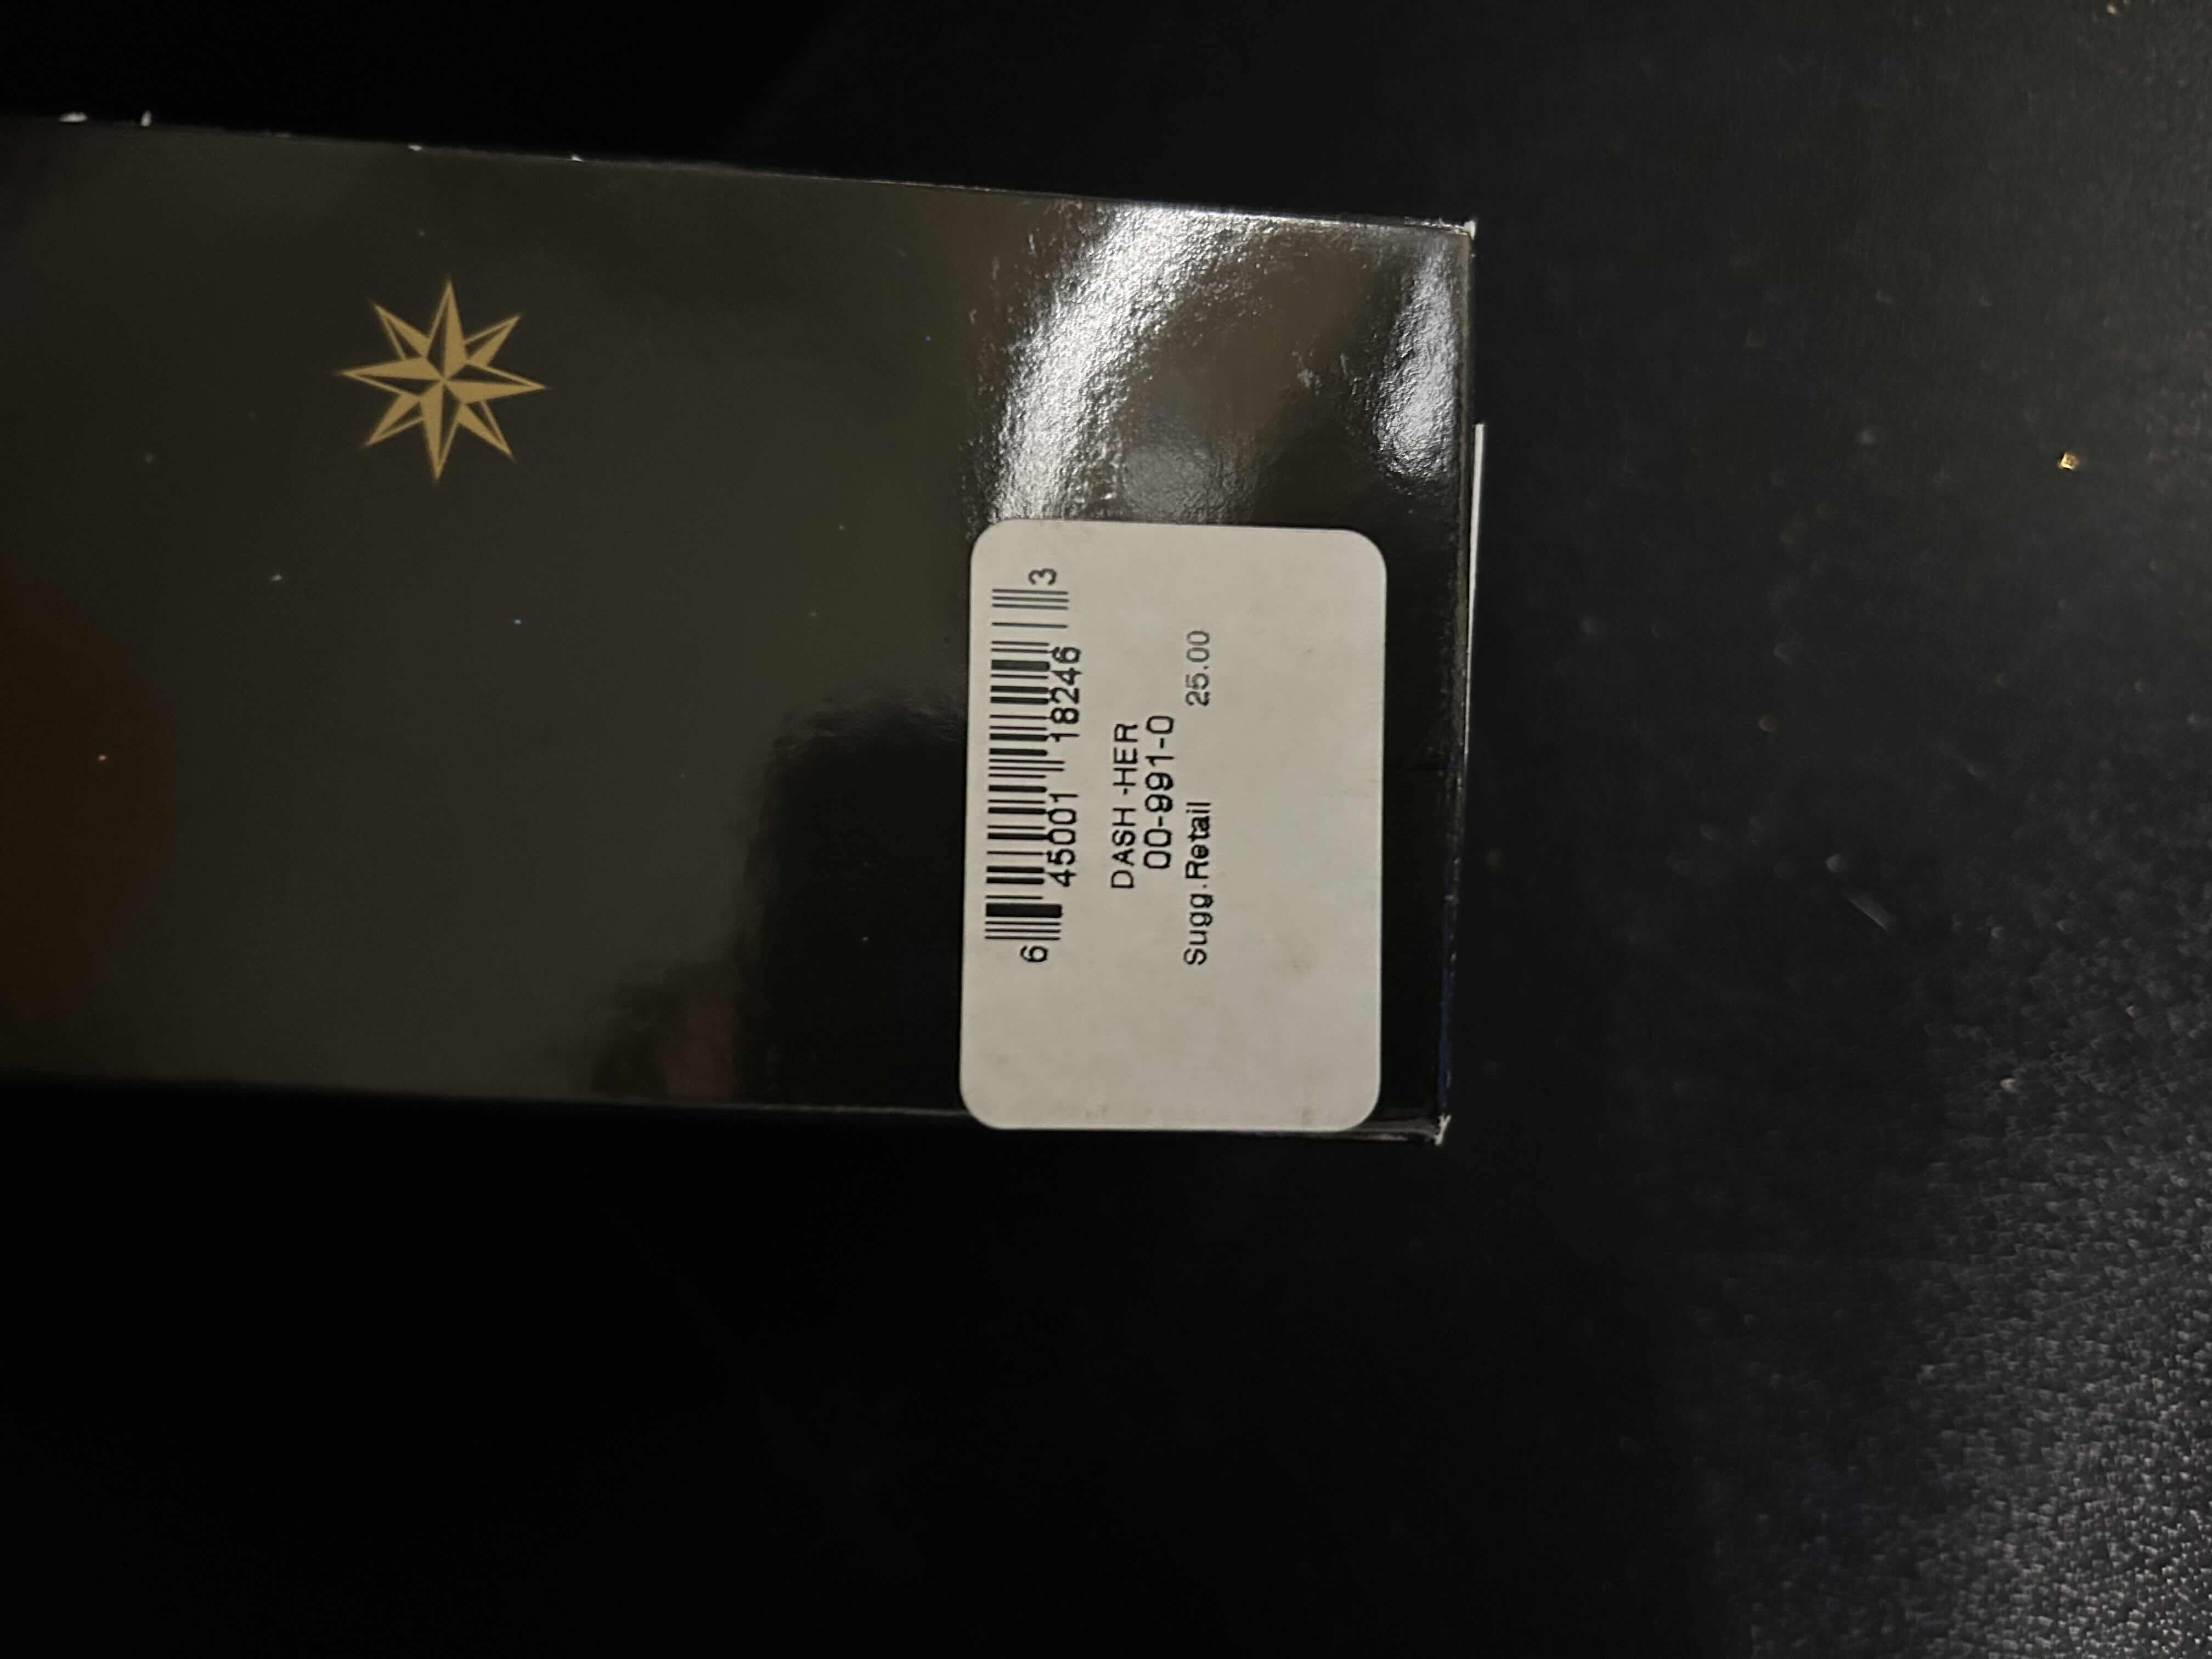 6 45001 18246 3
DASH-HER
00-991-0
Sugg.Retail 25.00